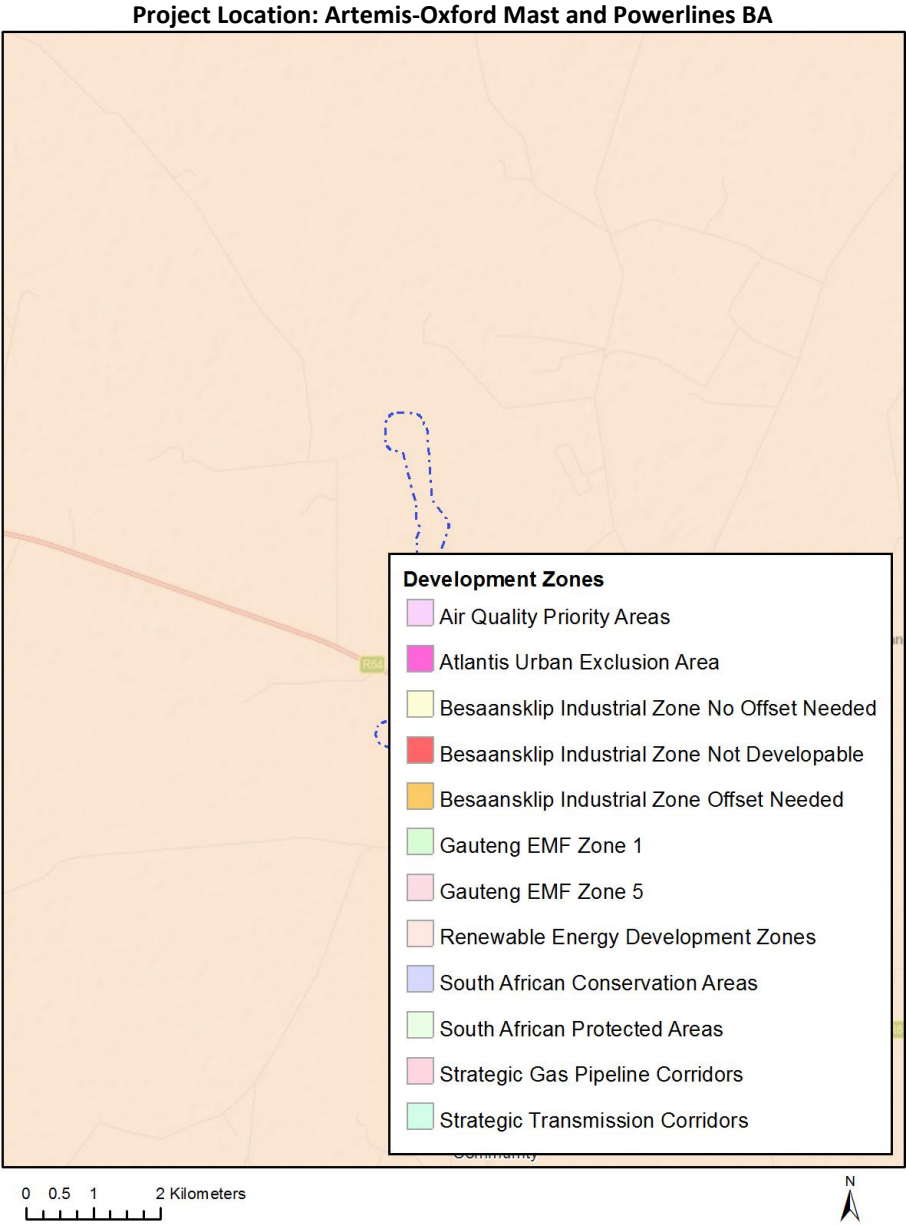 Project Location: Artemis-Oxford Mast and Powerlines BA
R64
Development Zones
Air Quality Priority Areas
Atlantis Urban Exclusion Area
Besaansklip Industrial Zone No Offset Needed
Besaansklip Industrial Zone Not Developable
Besaansklip Industrial Zone Offset Needed
Gauteng EMF Zone 1
Gauteng EMF Zone 5
Renewable Energy Development Zones
South African Conservation Areas
South African Protected Areas
Strategic Gas Pipeline Corridors
Strategic Transmission Corridors
Community
0 0.5 1 2 Kilometers
N